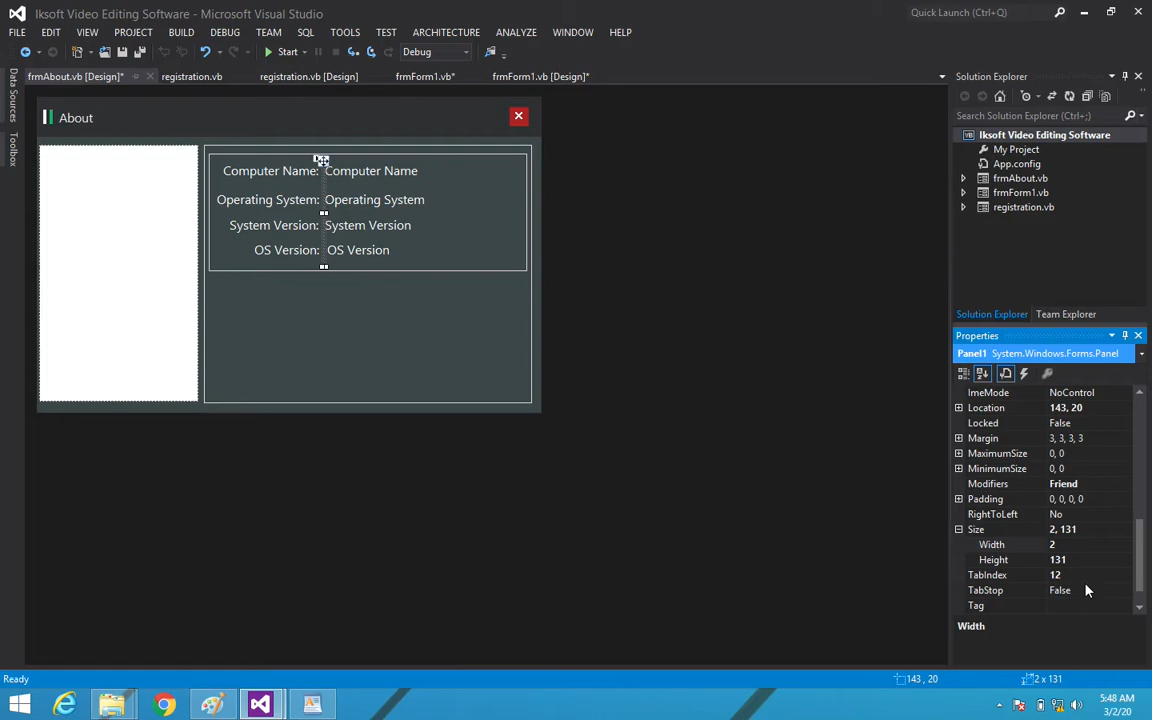 Iksoft Video Editing Software - Microsoft Visual Studio
Quick Launch (Ctrl+;)
FILE EDIT VIEW PROJECT BUILD DEBUG TEAM SQL TOOLS TEST ARCHITECTURE ANALYZE WINDOW HELP
Start Debug
frmAbout.vb [Design]* registration.vb registration.vb [Design] frmForm1.vb* frmForm1.vb [Design]*
Data Sources
Toolbox
About
Computer Name: Computer Name
Operating System: Operating System
System Version: System Version
OS Version: OS Version
Solution Explorer
Search Solution Explorer (Ctrl+;)
Iksoft Video Editing Software
My Project
App.config
frmAbout.vb
frmForm1.vb
registration.vb
Solution Explorer Team Explorer
Properties
Panel1 System.Windows.Forms.Panel
ImeMode NoControl
Location 143, 20
Locked False
Margin 3, 3, 3, 3
MaximumSize 0, 0
MinimumSize 0, 0
Modifiers Friend
Padding 0, 0, 0, 0
RightToLeft No
Size 2, 131
Width 2
Height 131
TabIndex 12
TabStop False
Tag
Width
Ready 143 , 20 2 x 131
5:48 AM
3/2/20